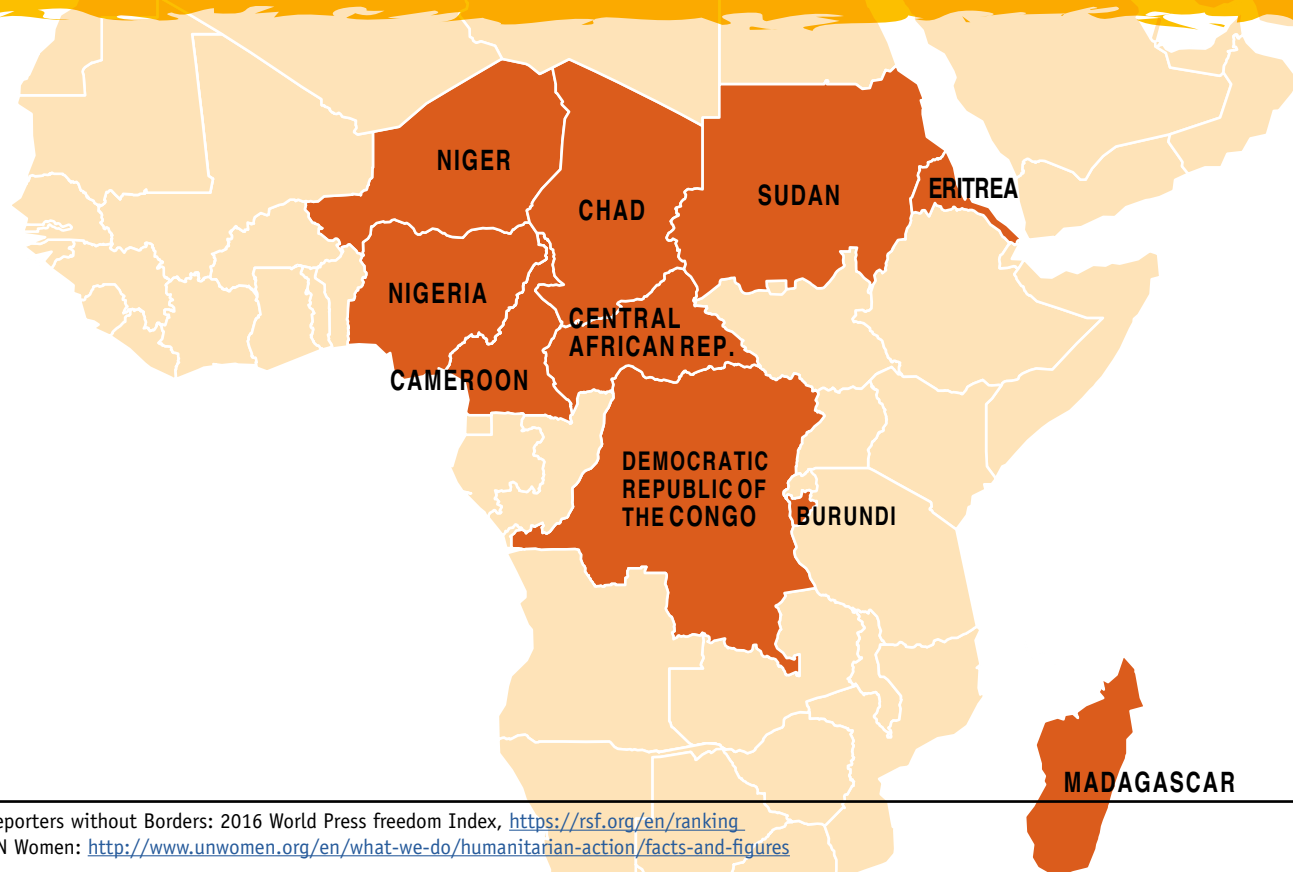 NIGER
CHAD
SUDAN
ERITREA
NIGERIA
CENTRAL
AFRICAN REP.
CAMEROON
DEMOCRATIC
REPUBLIC OF
THE CONGO
BURUNDI
MADAGASCAR
eporters without Borders: 2016 World Press freedom Index, https://rsf.org/en/ranking
N Women: http://www.unwomen.org/en/what-we-do/humanitarian-action/facts-and-figures